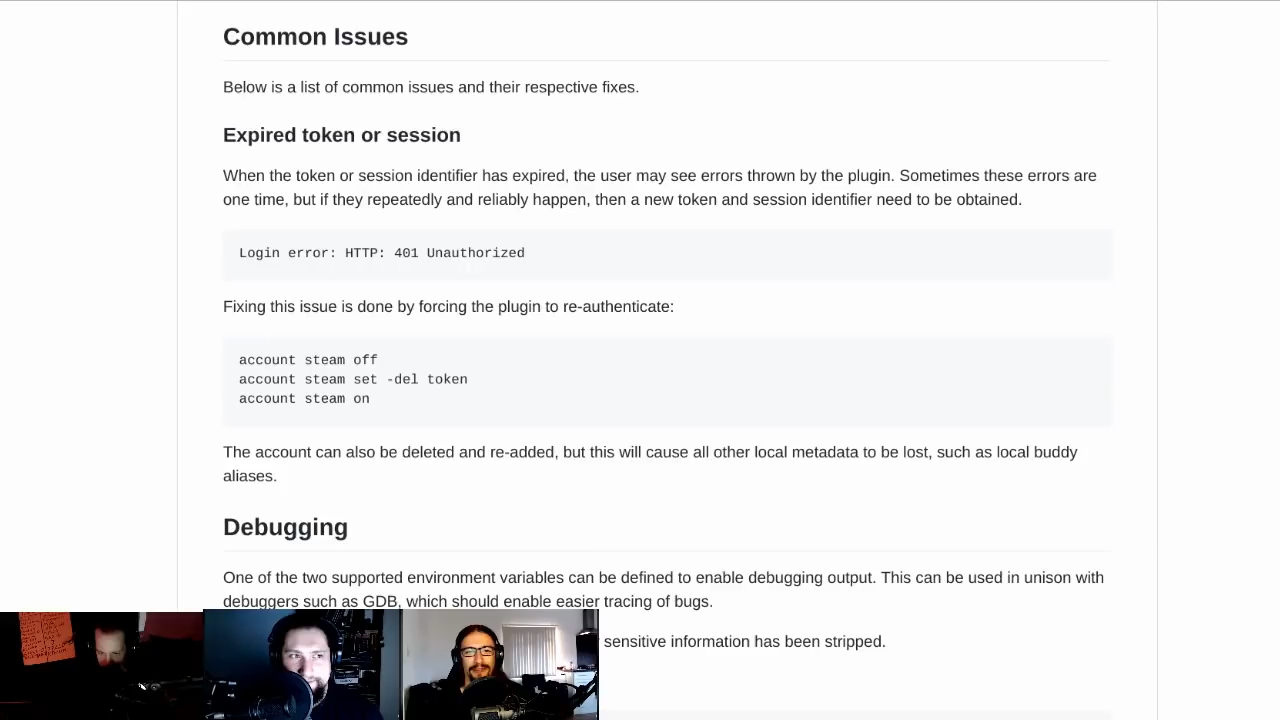 Common Issues
Below is a list of common issues and their respective fixes.
Expired token or session
When the token or session identifier has expired, the user may see errors thrown by the plugin. Sometimes these errors are
one time, but if they repeatedly and reliably happen, then a new token and session identifier need to be obtained.
Login error: HTTP: 401 Unauthorized
Fixing this issue is done by forcing the plugin to re-authenticate:
account steam off
account steam set -del token
account steam on
The account can also be deleted and re-added, but this will cause all other local metadata to be lost, such as local buddy
aliases.
Debugging
One of the two supported environment variables can be defined to enable debugging output. This can be used in unison with
debuggers such as GDB, which should enable easier tracing of bugs.
sensitive information has been stripped.